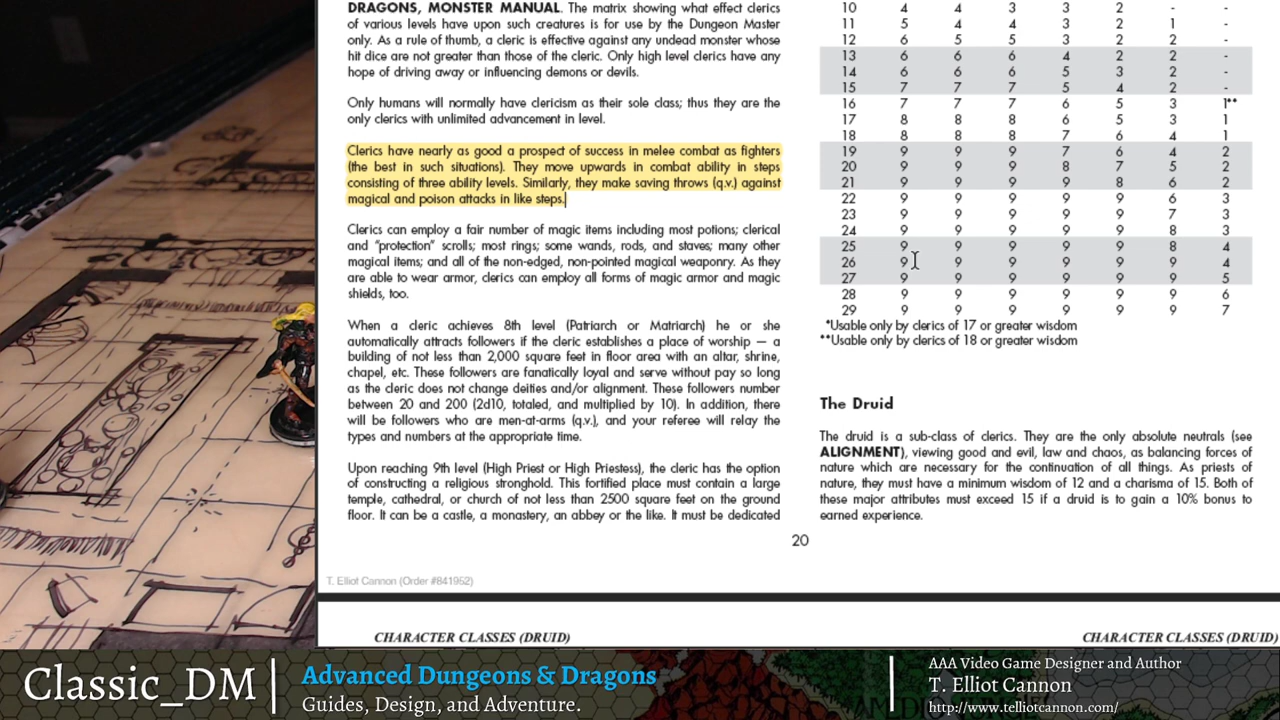 DRAGONS, MONSTER MANUAL. The matrix showing what effect clerics
of various levels have upon such creatures is for use by the Dungeon Master
only. As a rule of thumb, a cleric is effective against any undead monster whose
hit dice are not greater than those of the cleric. Only high level clerics have any
hope of driving away or influencing demons or devils.
Only humans will normally have clericism as their sole class; thus they are the
only clerics with unlimited advancement in level.
Clerics have nearly as good a prospect of success in melee combat as fighters
(the best in such situations). They move upwards in combat ability in steps
consisting of three ability levels. Similarly, they make saving throws (q.v.) against
magical and poison attacks in like steps.
Clerics can employ a fair number of magic items including most potions; clerical
and “protection” scrolls; most rings; some wands, rods, and staves; many other
magical items; and all of the non-edged, non-pointed magical weaponry. As they
are able to wear armor, clerics can employ all forms of magic armor and magic
shields, too.
When a cleric achieves 8th level (Patriarch or Matriarch) he or she
automatically attracts followers if the cleric establishes a place of worship — a
building of not less than 2,000 square feet in floor area with an altar, shrine,
chapel, etc. These followers are fanatically loyal and serve without pay so long
as the cleric does not change deities and/or alignment. These followers number
between 20 and 200 (2d10, totaled, and multiplied by 10). In addition, there
will be followers who are men-at-arms (q.v.), and your referee will relay the
types and numbers at the appropriate time.
Upon reaching 9th level (High Priest or High Priestess), the cleric has the option
of constructing a religious stronghold. This fortified place must contain a large
temple, cathedral, or church of not less than 2500 square feet on the ground
floor. It can be a castle, a monastery, an abbey or the like. It must be dedicated
10 4 4 3 3 2 - -
11 5 4 4 3 2 1 -
12 6 5 5 3 2 2 -
13 6 6 6 4 2 2 -
14 6 6 6 5 3 2 -
15 7 7 7 5 4 2 -
16 7 7 7 6 5 3 1**
17 8 8 8 6 5 3 1
18 8 8 8 7 6 4 1
19 9 9 9 7 6 4 2
20 9 9 9 8 7 5 2
21 9 9 9 9 8 6 2
22 9 9 9 9 9 6 3
23 9 9 9 9 9 7 3
24 9 9 9 9 9 8 3
25 9 9 9 9 9 8 4
26 9 9 9 9 9 9 4
27 9 9 9 9 9 9 5
28 9 9 9 9 9 9 6
29 9 9 9 9 9 9 7
*Usable only by clerics of 17 or greater wisdom
**Usable only by clerics of 18 or greater wisdom
The Druid
The druid is a sub-class of clerics. They are the only absolute neutrals (see
ALIGNMENT), viewing good and evil, law and chaos, as balancing forces of
nature which are necessary for the continuation of all things. As priests of
nature, they must have a minimum wisdom of 12 and a charisma of 15. Both of
these major attributes must exceed 15 if a druid is to gain a 10% bonus to
earned experience.
20
T. Elliot Cannon (Order #841952)
CHARACTER CLASSES (DRUID)
CHARACTER CLASSES (DRUID)
Classic_DM
Advanced Dungeons & Dragons
Guides, Design, and Adventure.
AAA Video Game Designer and Author
T. Elliot Cannon
http://www.telliotcannon.com/